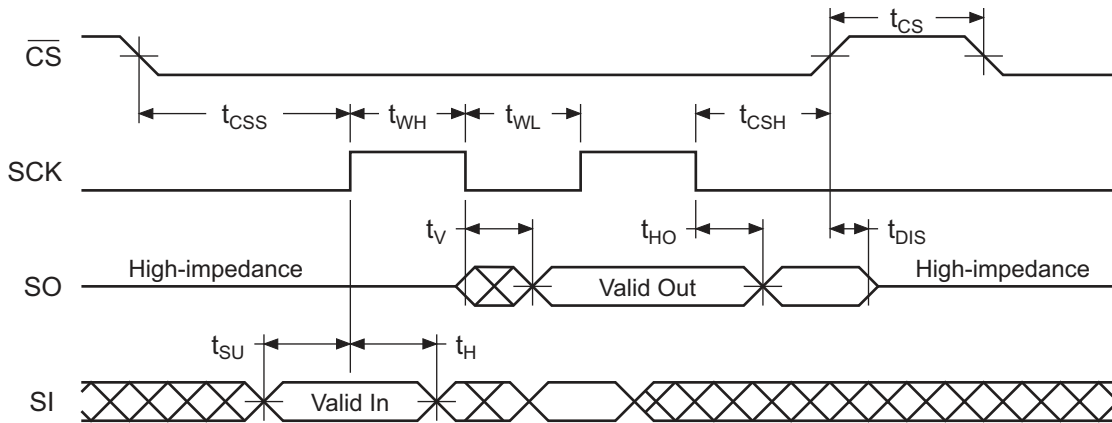 t_CS
C̅S̅
t_CSS t_WH t_WL t_CSH
SCK
t_V t_HO t_DIS
High-impedance High-impedance
SO Valid Out
t_SU t_H
SI Valid In